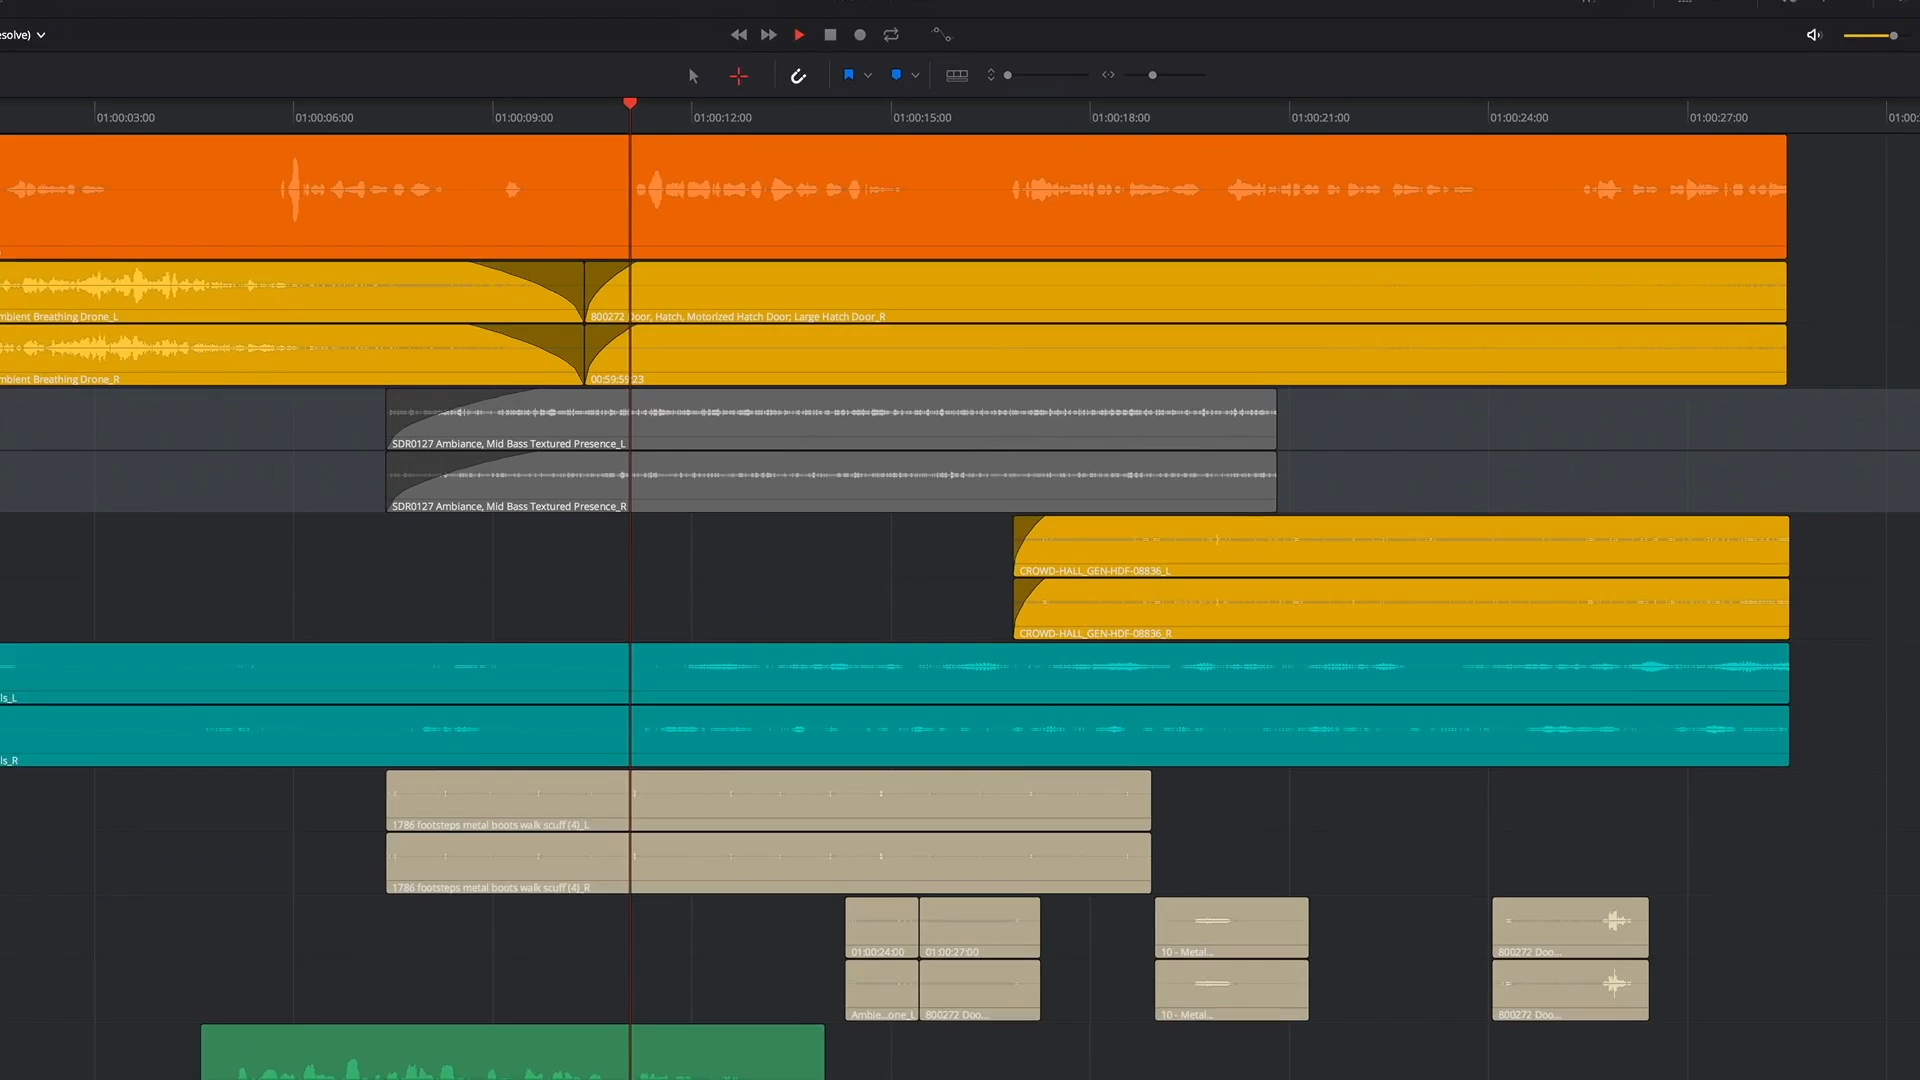 esolve)
01:00:03:00
01:00:06:00
01:00:09:00
01:00:12:00
01:00:15:00
01:00:18:00
01:00:21:00
01:00:24:00
01:00:27:00
01:00:
mbient Breathing Drone_L
800272 Door, Hatch, Motorized Hatch Door; Large Hatch Door_R
mbient Breathing Drone_R
00:59:59:23
SDR0127 Ambiance, Mid Bass Textured Presence_L
SDR0127 Ambiance, Mid Bass Textured Presence_R
CROWD-HALL_GEN-HDF-08836_L
CROWD-HALL_GEN-HDF-08836_R
ls_L
ls_R
1786 footsteps metal boots walk scuff (4)_L
1786 footsteps metal boots walk scuff (4)_R
01:00:24:00
01:00:27:00
10 - Metal...
800272 Doo...
Ambie...one_L
800272 Doo...
10 - Metal...
800272 Doo...